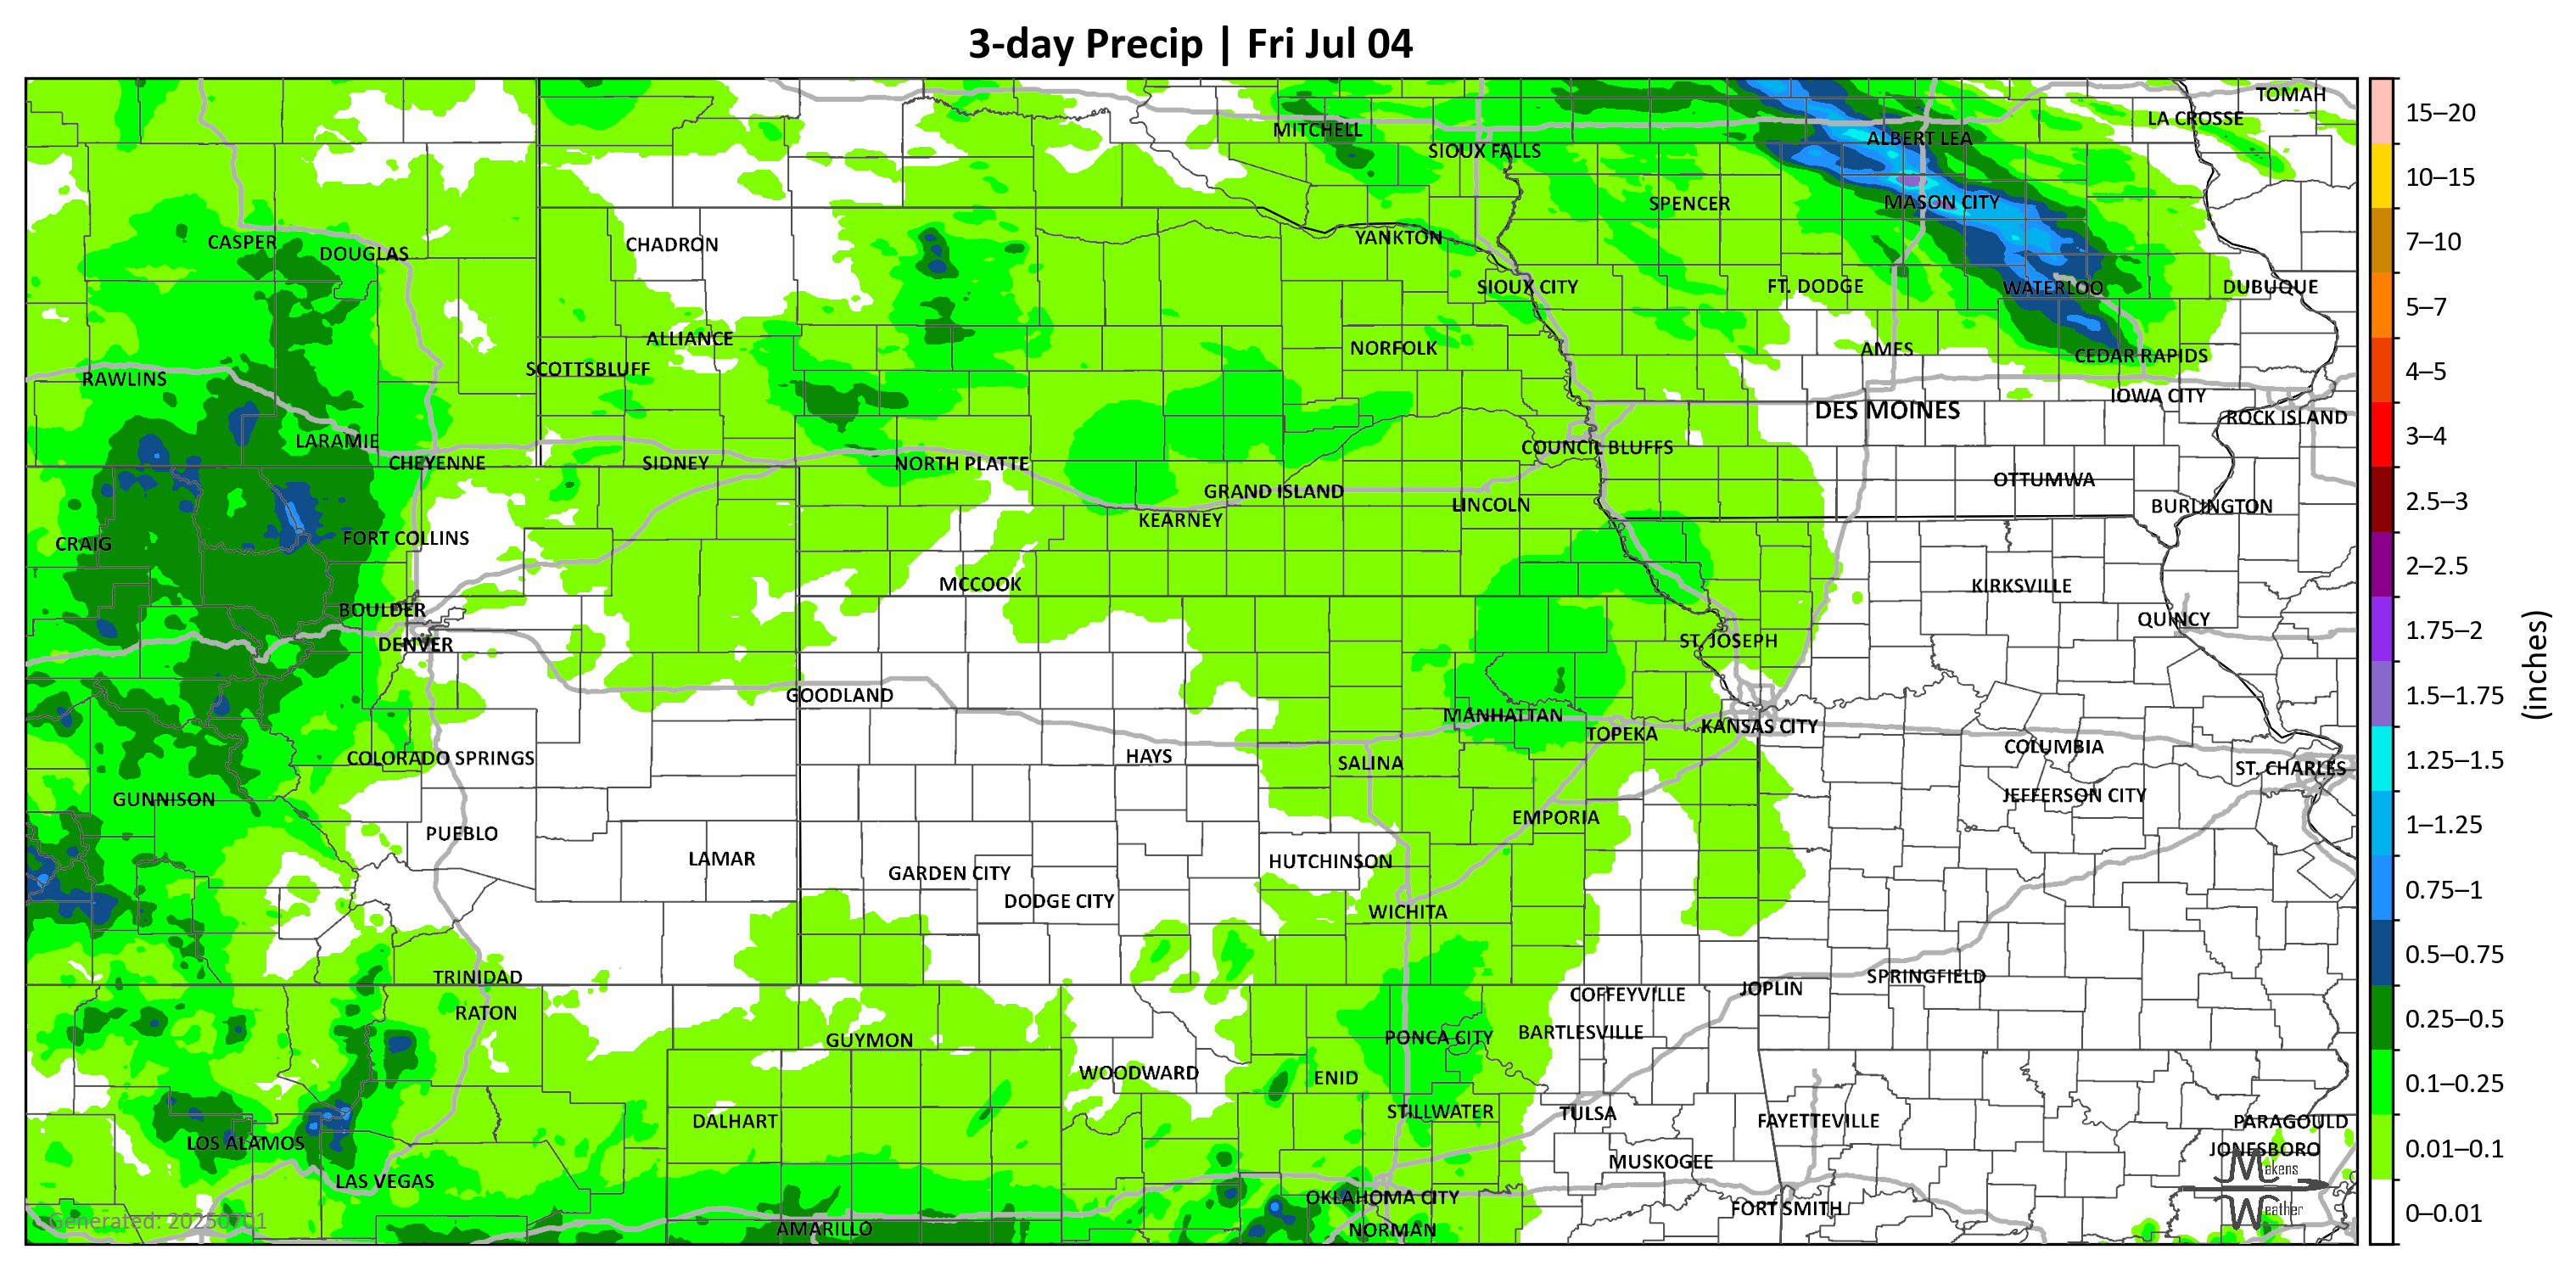 3-day Precip | Fri Jul 04
TOMAH
LA CROSSE
MITCHELL
ALBERT LEA
SIOUX FALLS
SPENCER
MASON CITY
CASPER
DOUGLAS
CHADRON
YANKTON
SIOUX CITY
FT. DODGE
WATERLOO
DUBUQUE
ALLIANCE
NORFOLK
AMES
CEDAR RAPIDS
SCOTTSBLUFF
RAWLINS
IOWA CITY
DES MOINES
ROCK ISLAND
LARAMIE
COUNCIL BLUFFS
CHEYENNE
SIDNEY
NORTH PLATTE
OTTUMWA
GRAND ISLAND
LINCOLN
BURLINGTON
KEARNEY
CRAIG
FORT COLLINS
MCCOOK
KIRKSVILLE
BOULDER
QUINCY
DENVER
ST. JOSEPH
GOODLAND
MANHATTAN
TOPEKA
KANSAS CITY
COLORADO SPRINGS
HAYS
SALINA
COLUMBIA
ST. CHARLES
GUNNISON
JEFFERSON CITY
PUEBLO
EMPORIA
LAMAR
HUTCHINSON
GARDEN CITY
DODGE CITY
WICHITA
TRINIDAD
SPRINGFIELD
JOPLIN
COFFEYVILLE
RATON
GUYMON
PONCA CITY
BARTLESVILLE
WOODWARD
ENID
DALHART
STILLWATER
TULSA
FAYETTEVILLE
PARAGOULD
LOS ALAMOS
JONESBORO
MUSKOGEE
LAS VEGAS
OKLAHOMA CITY
FORT SMITH
AMARILLO
NORMAN
Generated: 20250701
Makens
Weather
15–20
10–15
7–10
5–7
4–5
3–4
2.5–3
2–2.5
1.75–2
1.5–1.75
1.25–1.5
1–1.25
0.75–1
0.5–0.75
0.25–0.5
0.1–0.25
0.01–0.1
0–0.01
(inches)